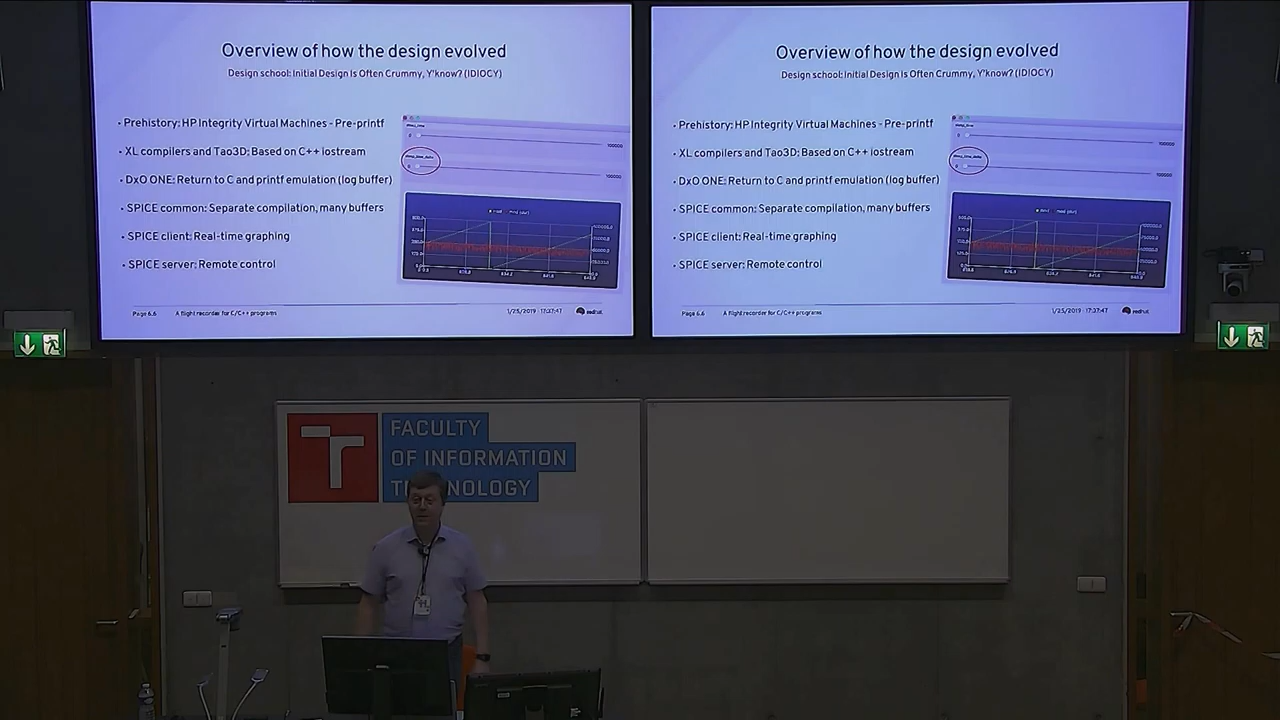 Overview of how the design evolved
Design school: Initial Design Is Often Crummy, Y'know? (IDIOCY)
• Prehistory: HP Integrity Virtual Machines - Pre-printf
• XL compilers and Tao3D: Based on C++ iostream
• DxO ONE: Return to C and printf emulation (log buffer)
• SPICE common: Separate compilation, many buffers
• SPICE client: Real-time graphing
• SPICE server: Remote control
Page 6.6
A flight recorder for C/C++ programs
1/25/2019 - 17:37:47
redhat
Overview of how the design evolved
Design school: Initial Design Is Often Crummy, Y'know? (IDIOCY)
• Prehistory: HP Integrity Virtual Machines - Pre-printf
• XL compilers and Tao3D: Based on C++ iostream
• DxO ONE: Return to C and printf emulation (log buffer)
• SPICE common: Separate compilation, many buffers
• SPICE client: Real-time graphing
• SPICE server: Remote control
Page 6.6
A flight recorder for C/C++ programs
1/25/2019 - 17:37:47
redhat
FACULTY
OF INFORMATION
NOLOGY